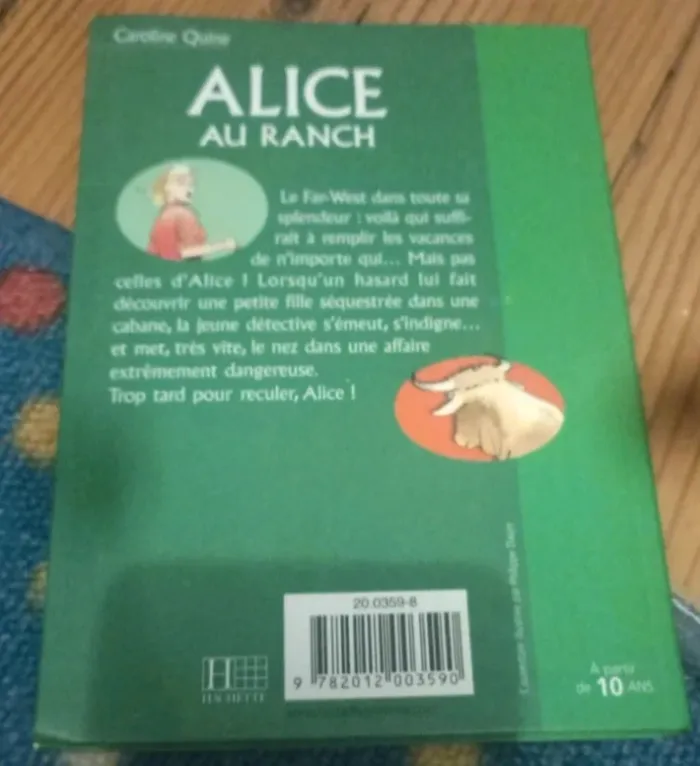 Caroline Quine
ALICE
AU RANCH
Le Far-West dans toute sa
splendeur : voilà qui suffi-
rait à remplir les vacances
de n'importe qui... Mais pas
celles d'Alice ! Lorsqu'un hasard lui fait
découvrir une petite fille séquestrée dans une
cabane, la jeune détective s'émeut, s'indigne...
et met, très vite, le nez dans une affaire
extrêmement dangereuse.
Trop tard pour reculer, Alice !
20.0359-8
9 782012 003590
HACHETTE
À partir
de 10 ANS